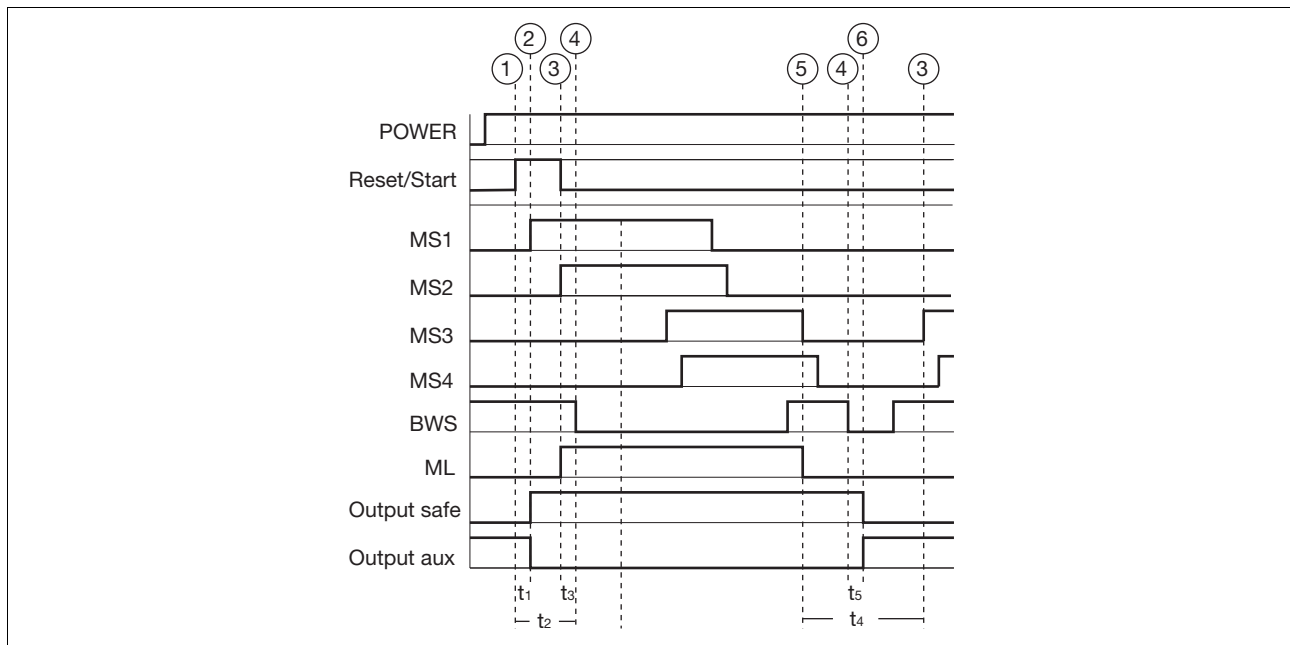 ② ④ ⑥
① ③ ⑤ ④ ③
POWER
Reset/Start
MS1
MS2
MS3
MS4
BWS
ML
Output safe
Output aux
t1 t3 t5
t2 t4